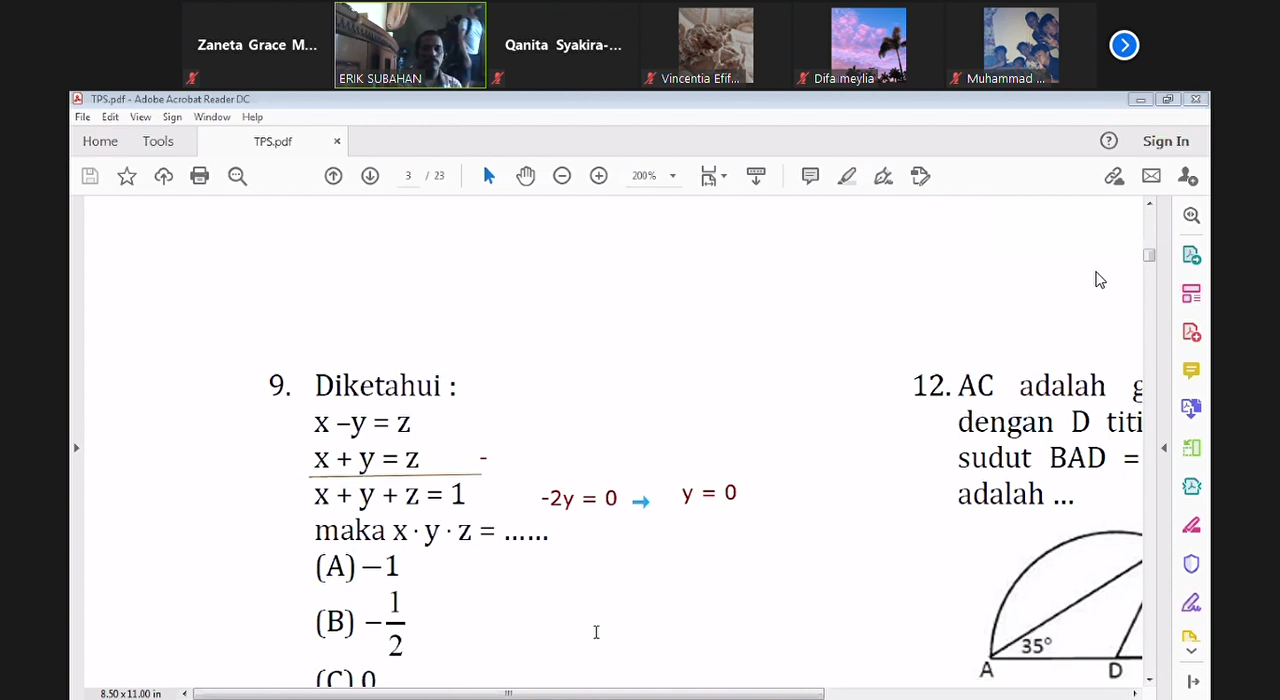 Zaneta Grace M...
ERIK SUBAHAN
Qanita Syakira-...
Vincentia Efif...
Difa meylia
Muhammad ...
TPS.pdf - Adobe Acrobat Reader DC
File Edit View Sign Window Help
Home Tools TPS.pdf × Sign In
3 / 23 200%
9. Diketahui :
x –y = z
x + y = z -
x + y + z = 1 -2y = 0 → y = 0
maka x · y · z = ......
(A) –1
(B) –1/2
(C) 0
12. AC adalah g
dengan D titi
sudut BAD =
adalah ...
35°
A D
8.50 x 11.00 in